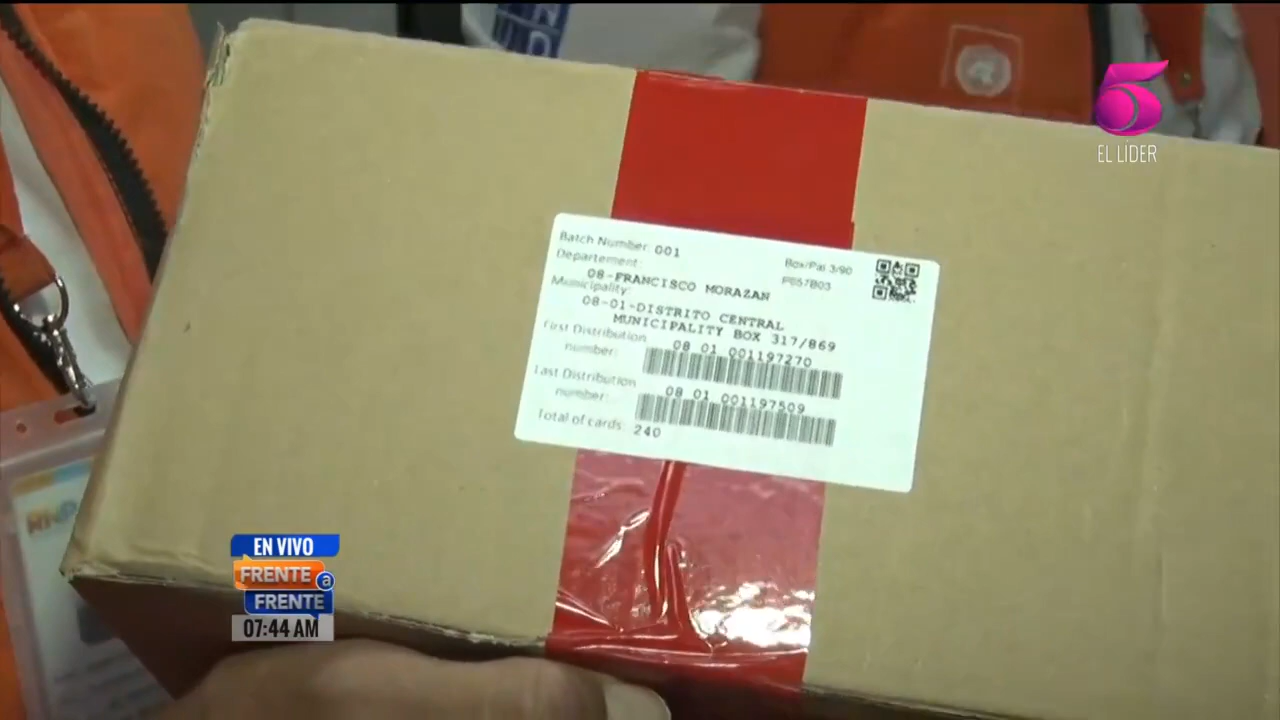 5
EL LÍDER
Batch Number: 001
Departement:
08-FRANCISCO MORAZAN
Municipality:
08-01-DISTRITO CENTRAL
MUNICIPALITY BOX 317/869
First Distribution
number:
08 01 001197270
Last Distribution
number:
08 01 001197509
Total of cards: 240
Box/Pal 3/90
EN VIVO
FRENTE a
FRENTE
07:44 AM